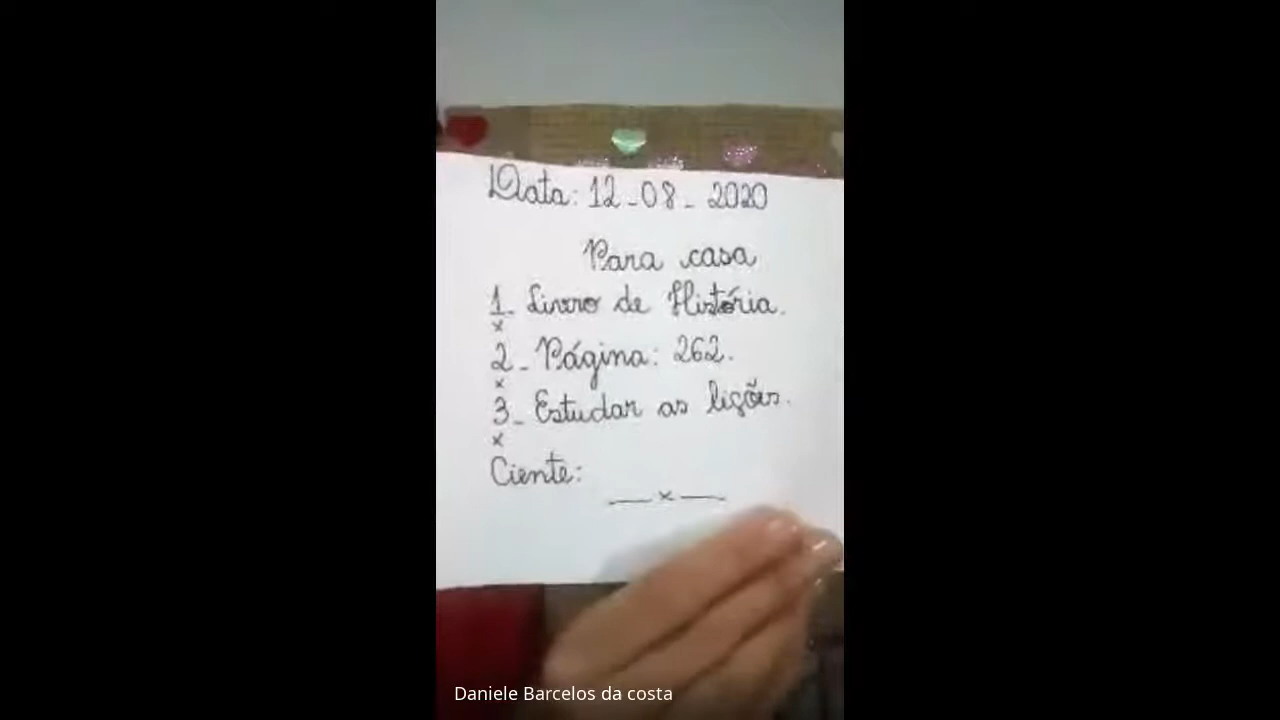 Data: 12-08-2020
Para casa
1- Livro de História.
x
2- Página: 262.
x
3- Estudar as lições.
x
Ciente:
—x—
Daniele Barcelos da costa